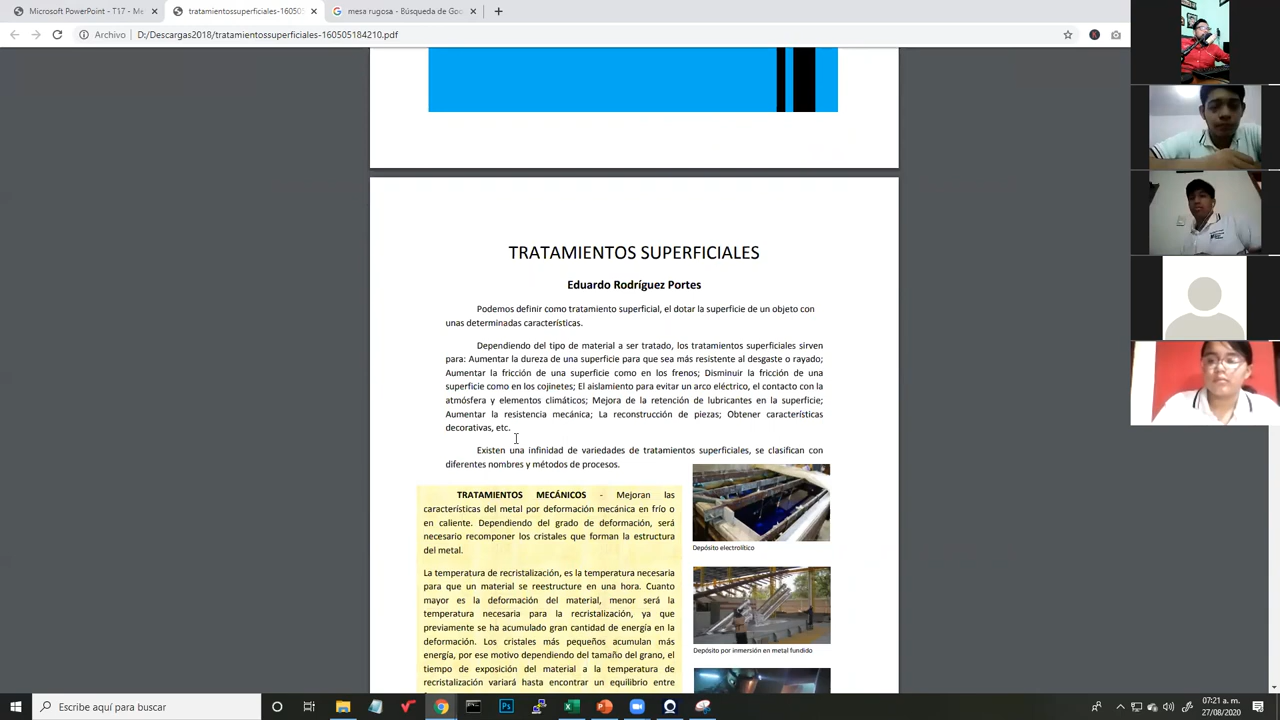 Microsoft PowerPoint - T17 - Me
tratamientosuperficiales-160505
mesa rugosa - Búsqueda de Goo
Archivo
D:/Descargas2018/tratamientosuperficiales-160505184210.pdf
TRATAMIENTOS SUPERFICIALES
Eduardo Rodríguez Portes
Podemos definir como tratamiento superficial, el dotar la superficie de un objeto con
unas determinadas características.
Dependiendo del tipo de material a ser tratado, los tratamientos superficiales sirven
para: Aumentar la dureza de una superficie para que sea más resistente al desgaste o rayado;
Aumentar la fricción de una superficie como en los frenos; Disminuir la fricción de una
superficie como en los cojinetes; El aislamiento para evitar un arco eléctrico, el contacto con la
atmósfera y elementos climáticos; Mejora de la retención de lubricantes en la superficie;
Aumentar la resistencia mecánica; La reconstrucción de piezas; Obtener características
decorativas, etc.
Existen una infinidad de variedades de tratamientos superficiales, se clasifican con
diferentes nombres y métodos de procesos.
TRATAMIENTOS MECÁNICOS - Mejoran las
características del metal por deformación mecánica en frío o
en caliente. Dependiendo del grado de deformación, será
necesario recomponer los cristales que forman la estructura
del metal.
Depósito electrolítico
La temperatura de recristalización, es la temperatura necesaria
para que un material se reestructure en una hora. Cuanto
mayor es la deformación del material, menor será la
temperatura necesaria para la recristalización, ya que
previamente se ha acumulado gran cantidad de energía en la
deformación. Los cristales más pequeños acumulan más
energía, por ese motivo dependiendo del tamaño del grano, el
tiempo de exposición del material a la temperatura de
recristalización variará hasta encontrar un equilibrio entre
Depósito por inmersión en metal fundido
Escribe aquí para buscar
07:21 a.m.
27/08/2020